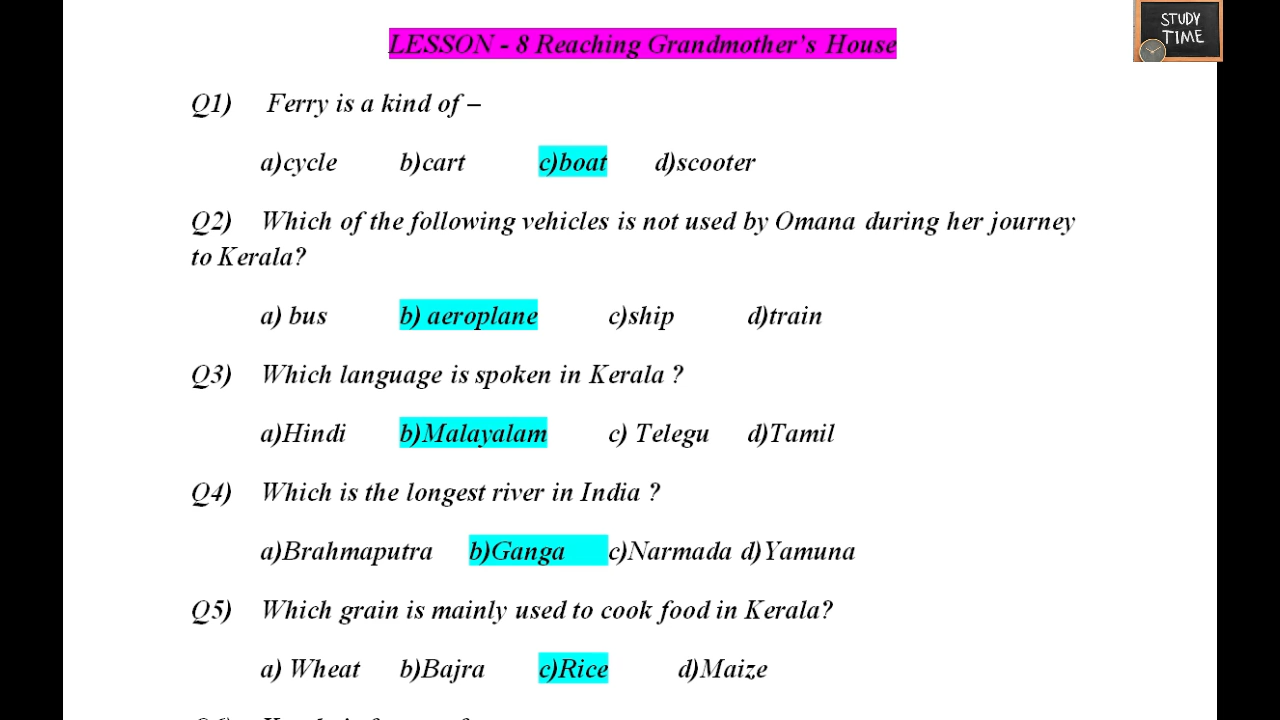 LESSON - 8 Reaching Grandmother's House
STUDY
TIME
Q1) Ferry is a kind of –
a)cycle b)cart c)boat d)scooter
Q2) Which of the following vehicles is not used by Omana during her journey
to Kerala?
a) bus b) aeroplane c)ship d)train
Q3) Which language is spoken in Kerala ?
a)Hindi b)Malayalam c) Telegu d)Tamil
Q4) Which is the longest river in India ?
a)Brahmaputra b)Ganga c)Narmada d)Yamuna
Q5) Which grain is mainly used to cook food in Kerala?
a) Wheat b)Bajra c)Rice d)Maize